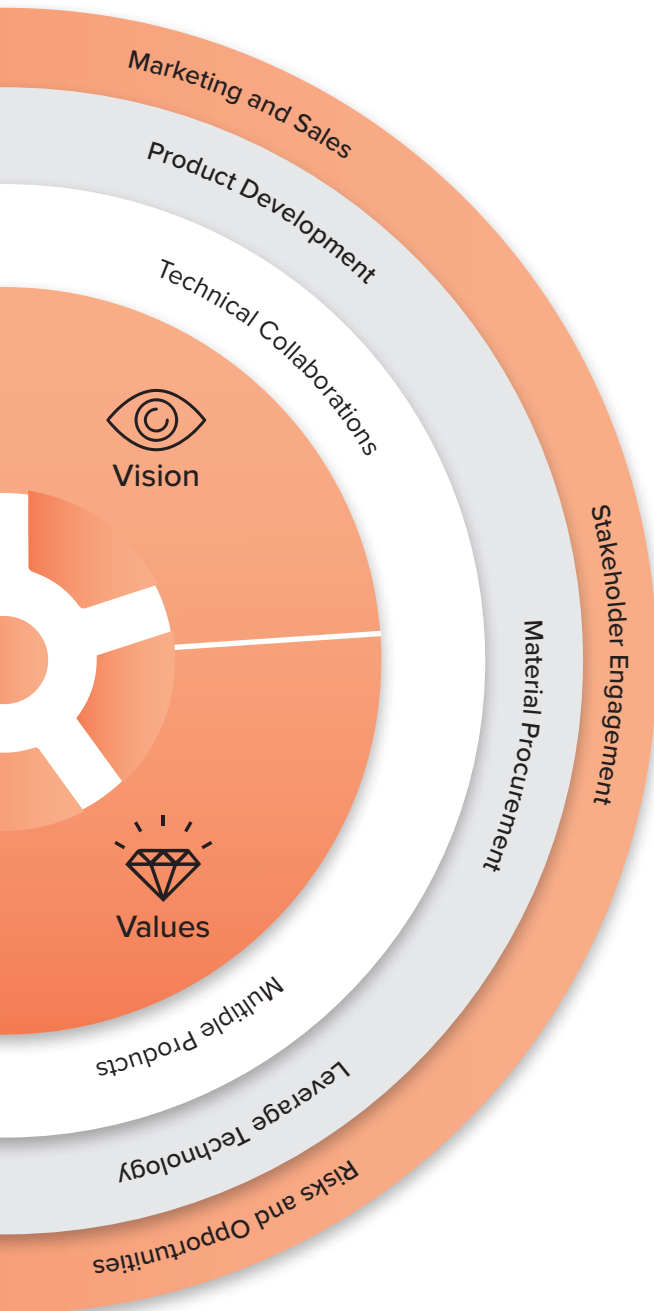 Marketing and Sales
Product Development
Technical Collaborations
Vision
Stakeholder Engagement
Material Procurement
Values
Multiple Products
Leverage Technology
Risks and Opportunities